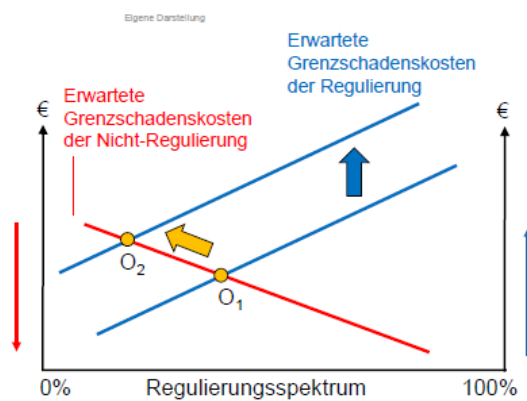 Eigene Darstellung
Erwartete
Grenzschadenskosten
der Regulierung
Erwartete
Grenzschadenskosten
der Nicht-Regulierung
€
€
O2
O1
0%
Regulierungsspektrum
100%